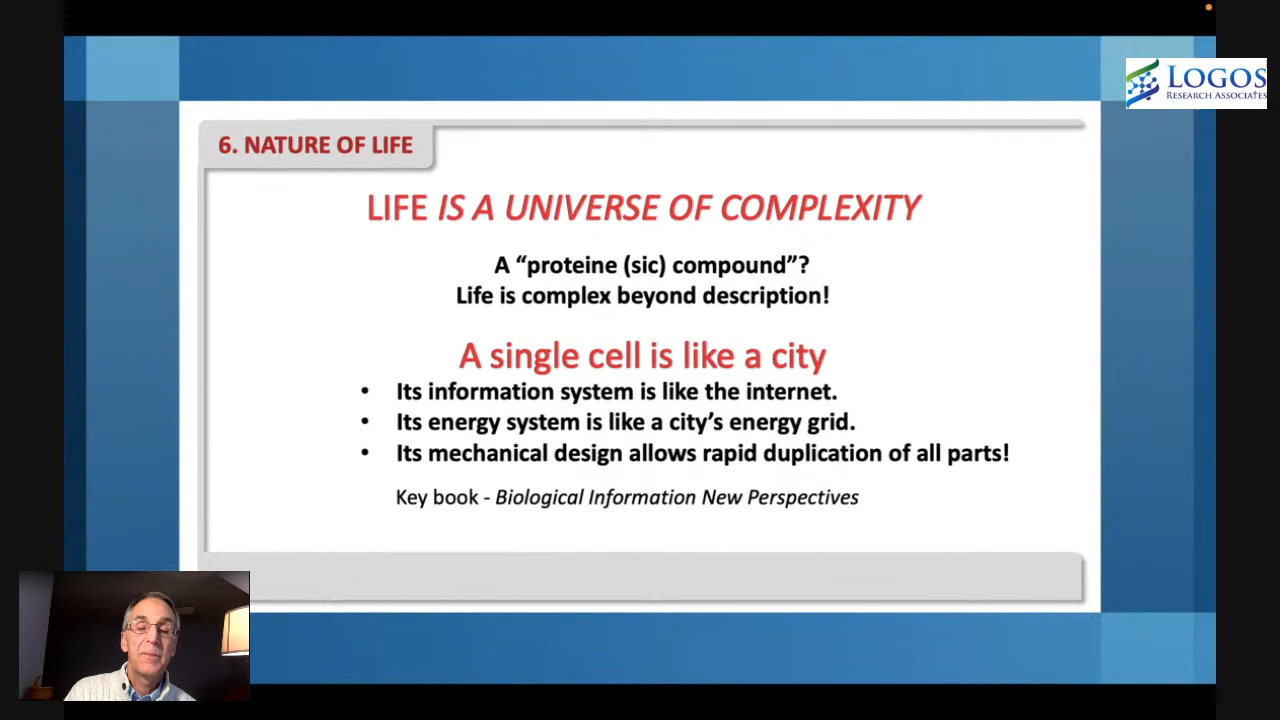 LOGOS
RESEARCH ASSOCIATES
6. NATURE OF LIFE
LIFE IS A UNIVERSE OF COMPLEXITY
A “proteine (sic) compound”?
Life is complex beyond description!
A single cell is like a city
• Its information system is like the internet.
• Its energy system is like a city’s energy grid.
• Its mechanical design allows rapid duplication of all parts!
Key book - Biological Information New Perspectives